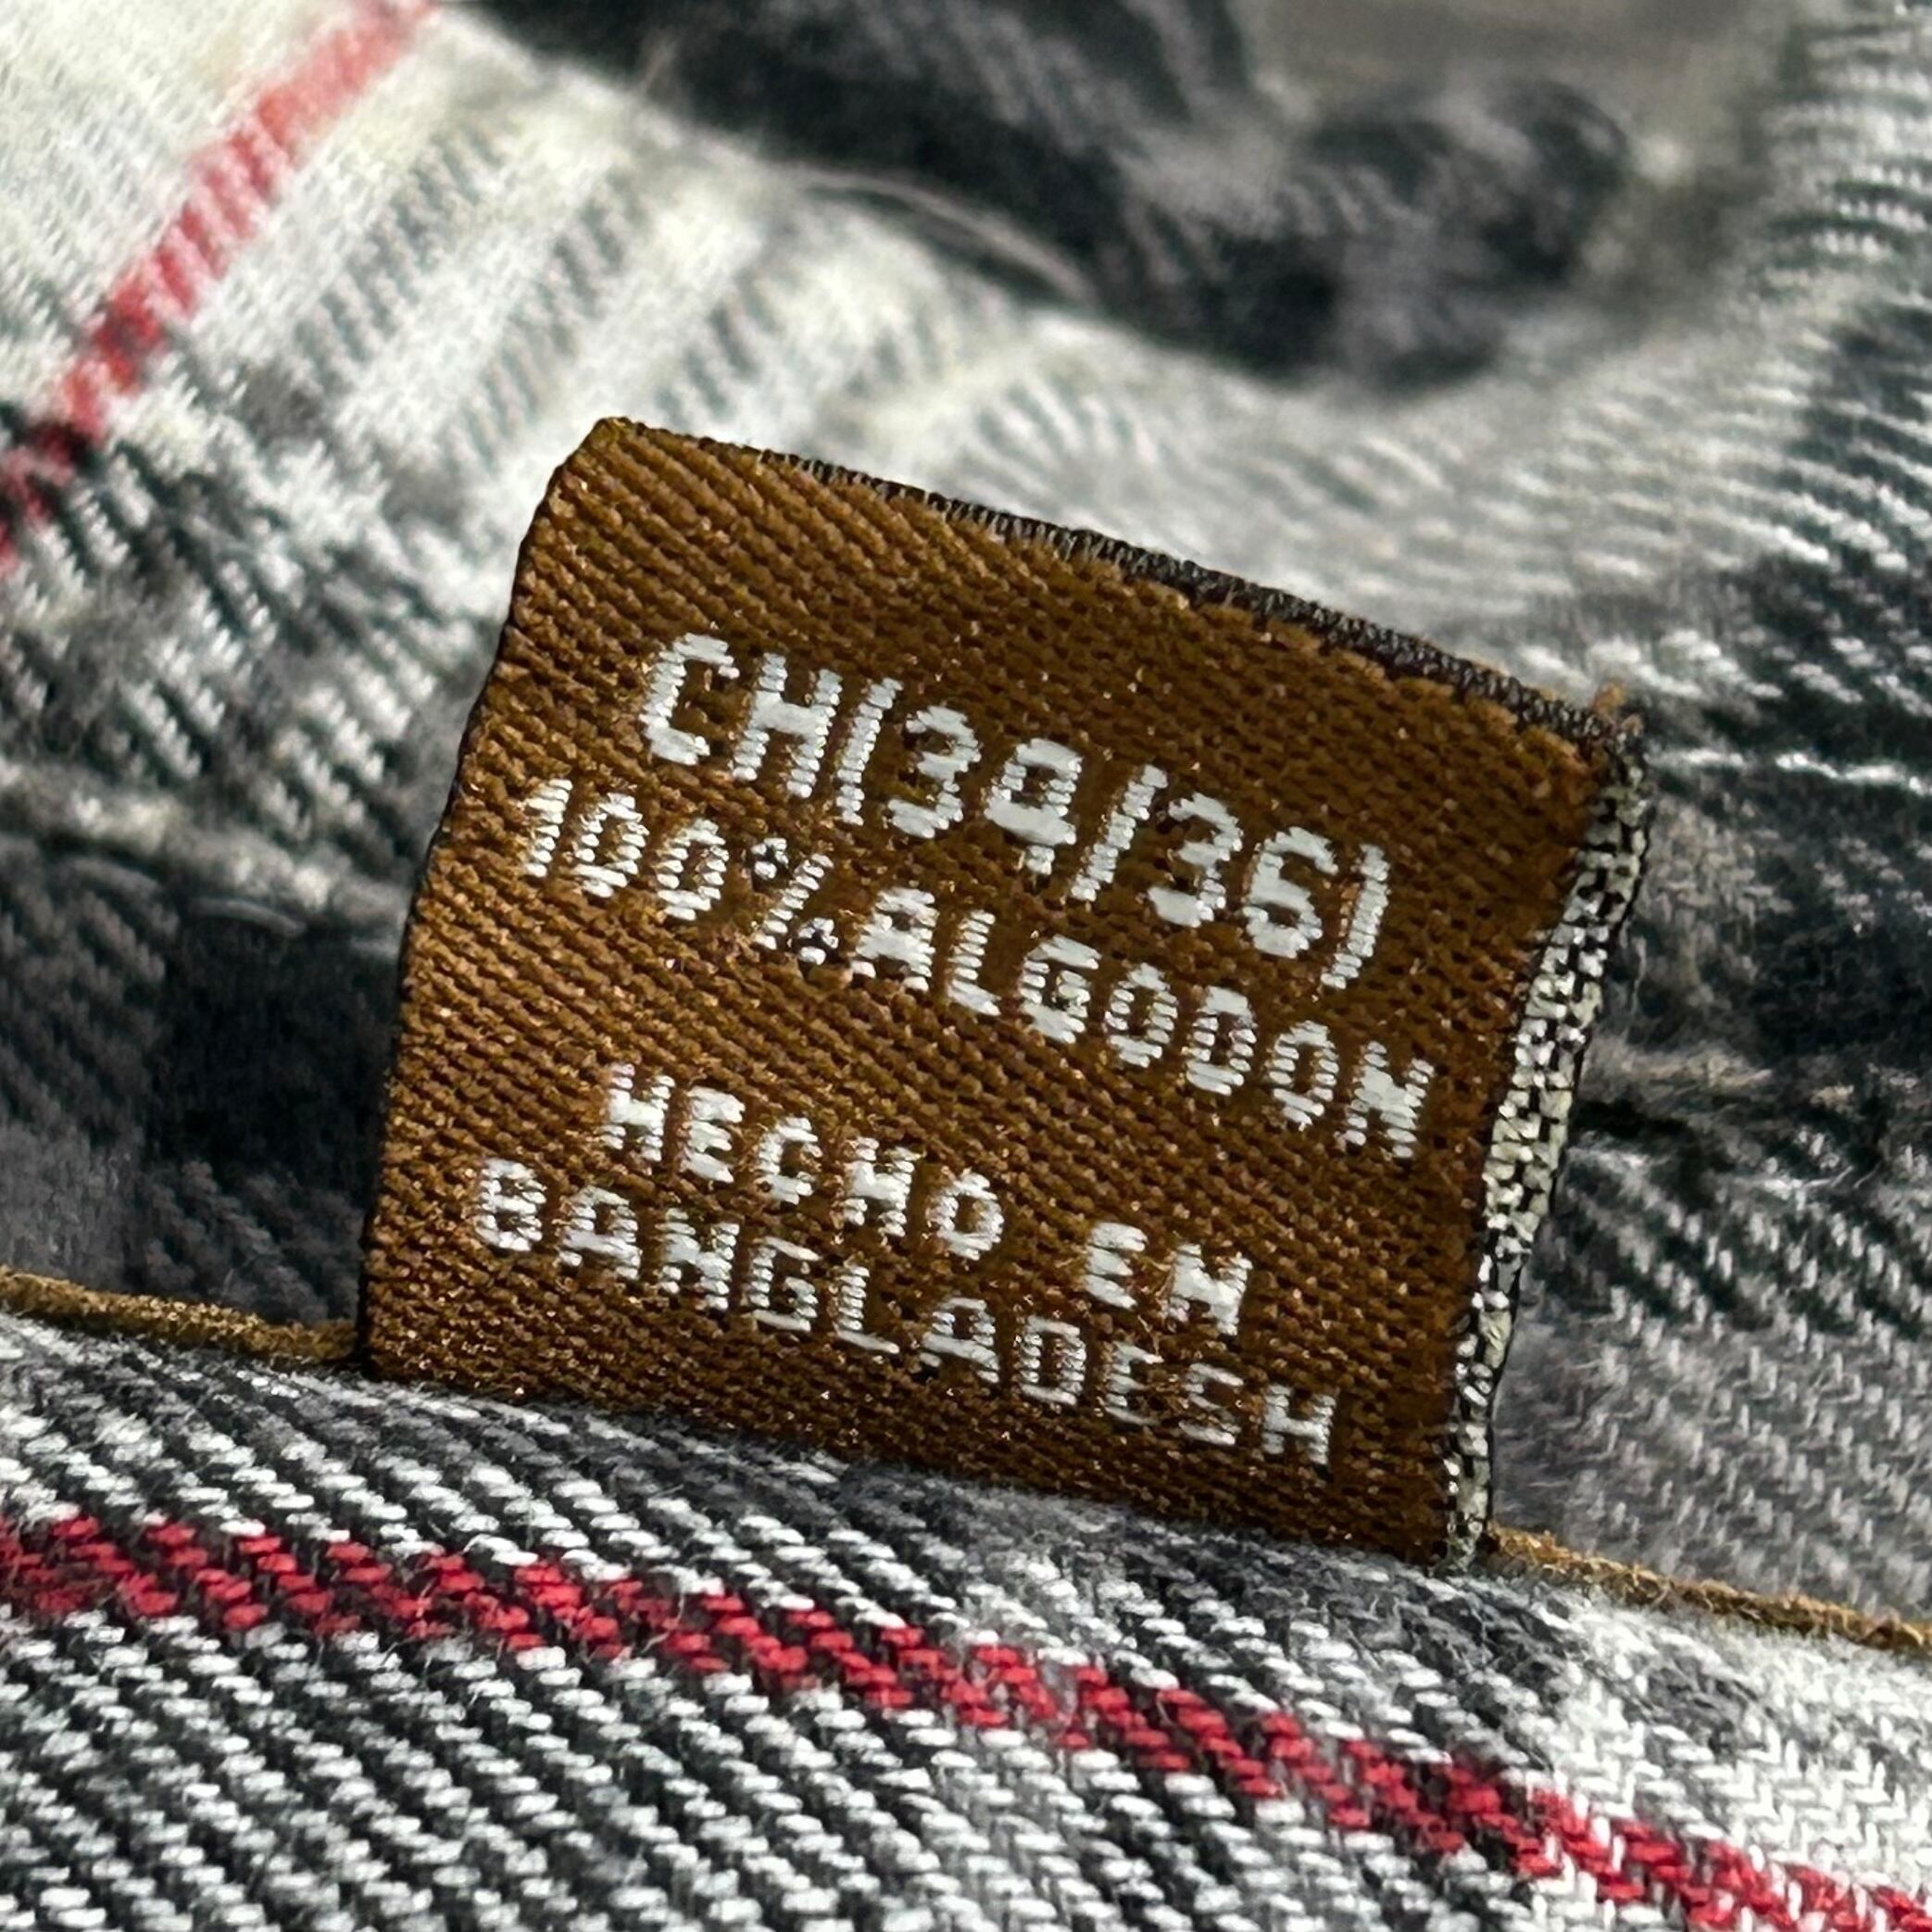 CH(34/36)
100%ALGODON
HECHO EN
BANGLADESH